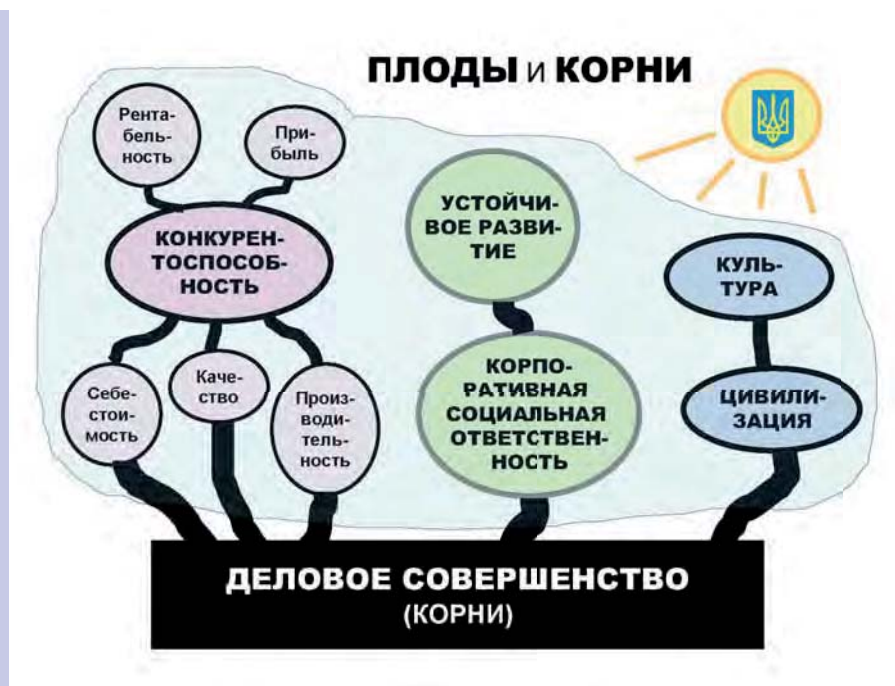 ПЛОДЫ и КОРНИ
Рента-
бель-
ность
При-
быль
КОНКУРЕН-
ТОСПОСОБ-
НОСТЬ
Себе-
стои-
мость
Каче-
ство
Произ-
води-
тель-
ность
УСТОЙЧИ-
ВОЕ РАЗВИ-
ТИЕ
КОРПО-
РАТИВНАЯ
СОЦИАЛЬНАЯ
ОТВЕТСТВЕН-
НОСТЬ
КУЛЬ-
ТУРА
ЦИВИЛИ-
ЗАЦИЯ
ДЕЛОВОЕ СОВЕРШЕНСТВО
(КОРНИ)